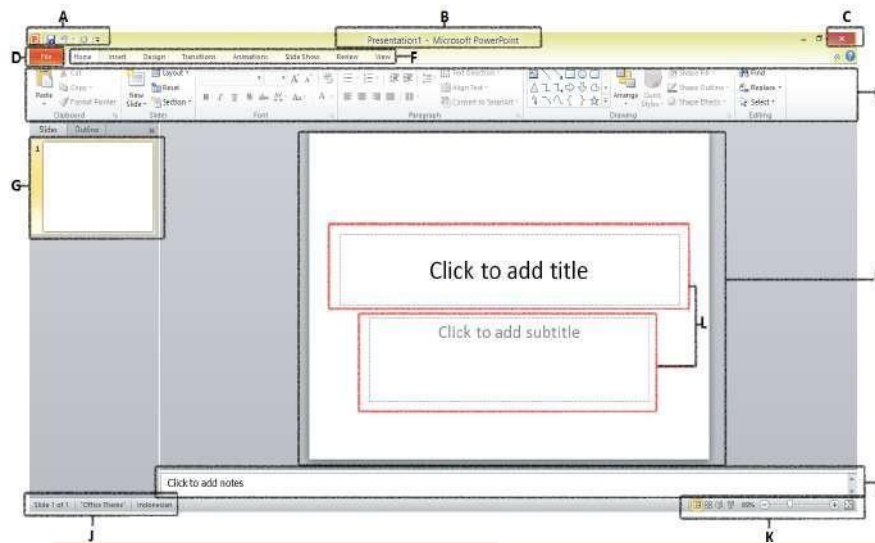 A B C
Presentation1 - Microsoft PowerPoint
D File Home Insert Design Transitions Animations Slide Show Review View F
Cut Layout Text Direction Shape Fill Find
Paste Copy New Slide Reset Align Text Arrange Quick Styles Shape Outline Replace
Format Painter Section Convert to SmartArt Shape Effects Select
Clipboard Slides Font Paragraph Drawing Editing
Slides Outline
1
G
Click to add title
L
Click to add subtitle
Click to add notes
Slide 1 of 1 "Office Theme" Indonesian 80%
J K